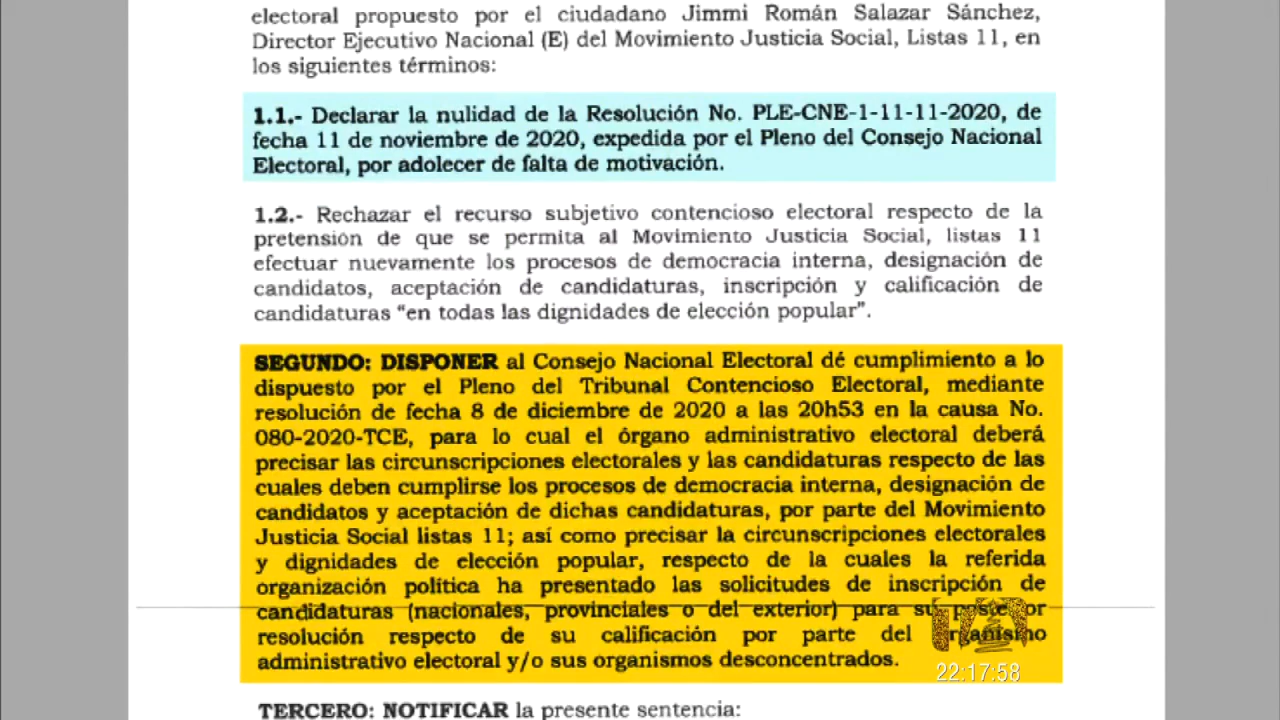 electoral propuesto por el ciudadano Jimmi Román Salazar Sánchez,
Director Ejecutivo Nacional (E) del Movimiento Justicia Social, Listas 11, en
los siguientes términos:
1.1.- Declarar la nulidad de la Resolución No. PLE-CNE-1-11-11-2020, de
fecha 11 de noviembre de 2020, expedida por el Pleno del Consejo Nacional
Electoral, por adolecer de falta de motivación.
1.2.- Rechazar el recurso subjetivo contencioso electoral respecto de la
pretensión de que se permita al Movimiento Justicia Social, listas 11
efectuar nuevamente los procesos de democracia interna, designación de
candidatos, aceptación de candidaturas, inscripción y calificación de
candidaturas "en todas las dignidades de elección popular".
SEGUNDO: DISPONER al Consejo Nacional Electoral dé cumplimiento a lo
dispuesto por el Pleno del Tribunal Contencioso Electoral, mediante
resolución de fecha 8 de diciembre de 2020 a las 20h53 en la causa No.
080-2020-TCE, para lo cual el órgano administrativo electoral deberá
precisar las circunscripciones electorales y las candidaturas respecto de las
cuales deben cumplirse los procesos de democracia interna, designación de
candidatos y aceptación de dichas candidaturas, por parte del Movimiento
Justicia Social listas 11; así como precisar la circunscripciones electorales
y dignidades de elección popular, respecto de la cuales la referida
organización política ha presentado las solicitudes de inscripción de
candidaturas (nacionales, provinciales o del exterior) para su
resolución respecto de su calificación por parte del organismo
administrativo electoral y/o sus organismos desconcentrados.
22:17:58
TERCERO: NOTIFICAR la presente sentencia: